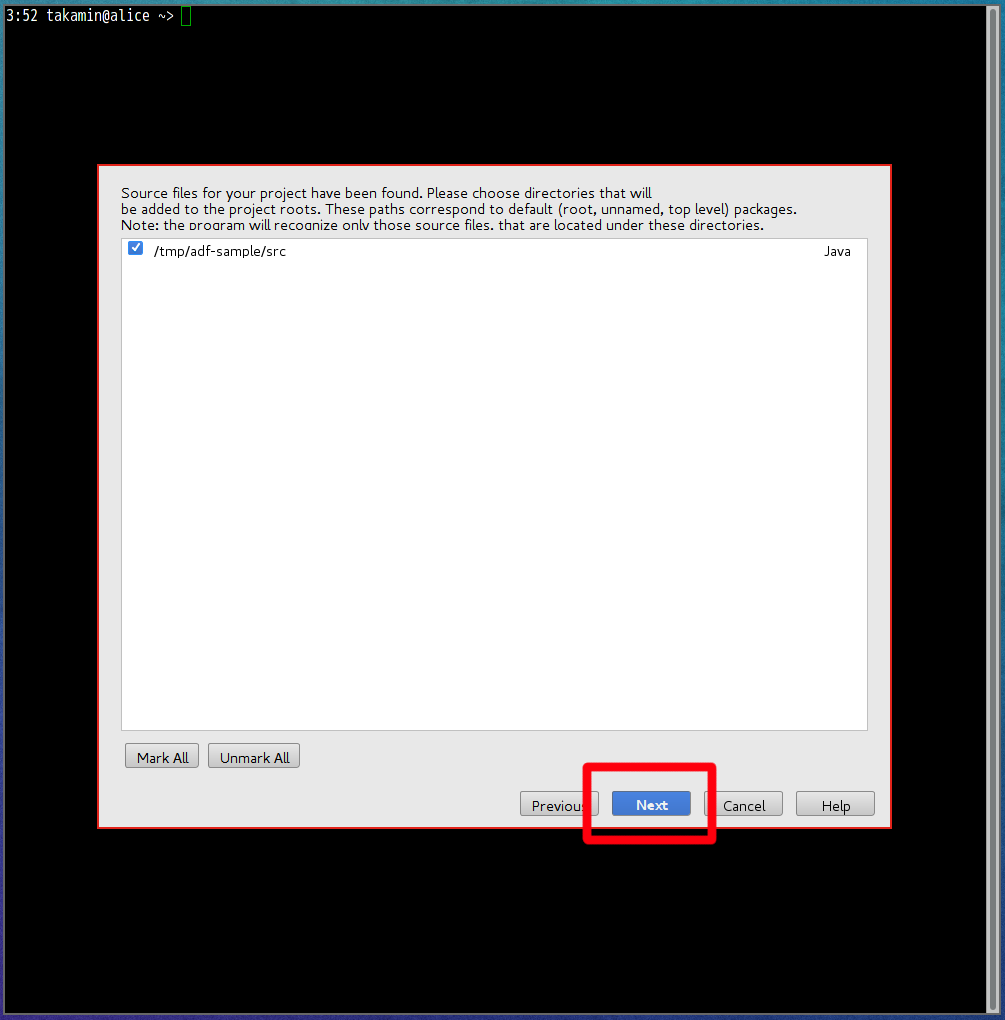 3:52 takamin@alice ~>
Source files for your project have been found. Please choose directories that will
be added to the project roots. These paths correspond to default (root, unnamed, top level) packages.
Note: the program will recognize only those source files, that are located under these directories.
/tmp/adf-sample/src Java
Mark All Unmark All
Previous Next Cancel Help